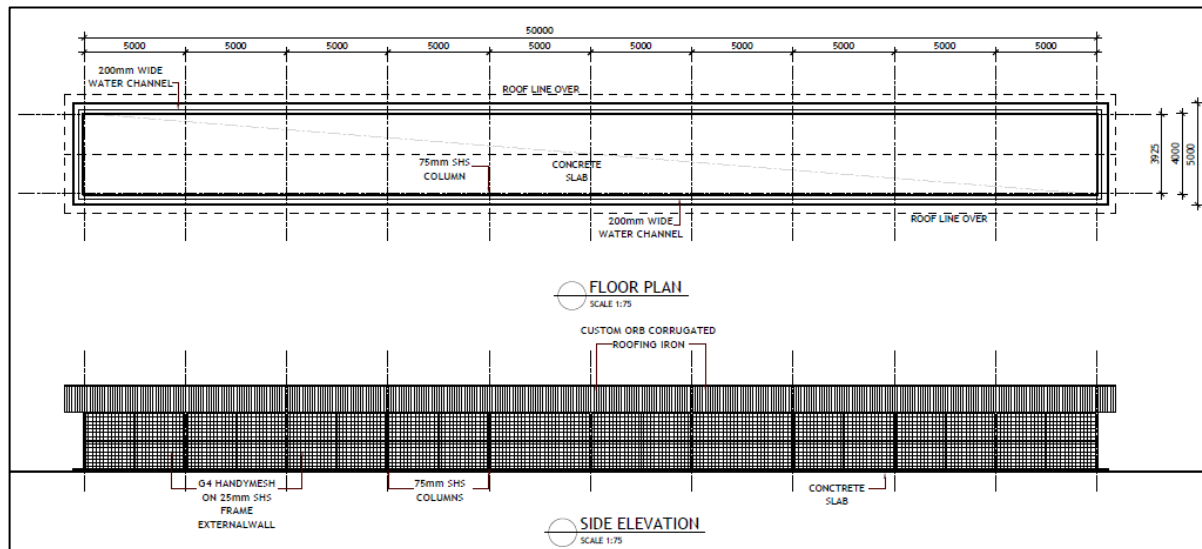 50000
5000 5000 5000 5000 5000 5000 5000 5000 5000 5000
200mm WIDE
WATER CHANNEL
ROOF LINE OVER
75mm SHS
COLUMN
CONCRETE
SLAB
3925
4000
5000
200mm WIDE
WATER CHANNEL
ROOF LINE OVER
FLOOR PLAN
SCALE 1:75
CUSTOM ORB CORRUGATED
ROOFING IRON
G4 HANDYMESH
ON 25mm SHS
FRAME
EXTERNALWALL
75mm SHS
COLUMNS
CONCTRETE
SLAB
SIDE ELEVATION
SCALE 1:75